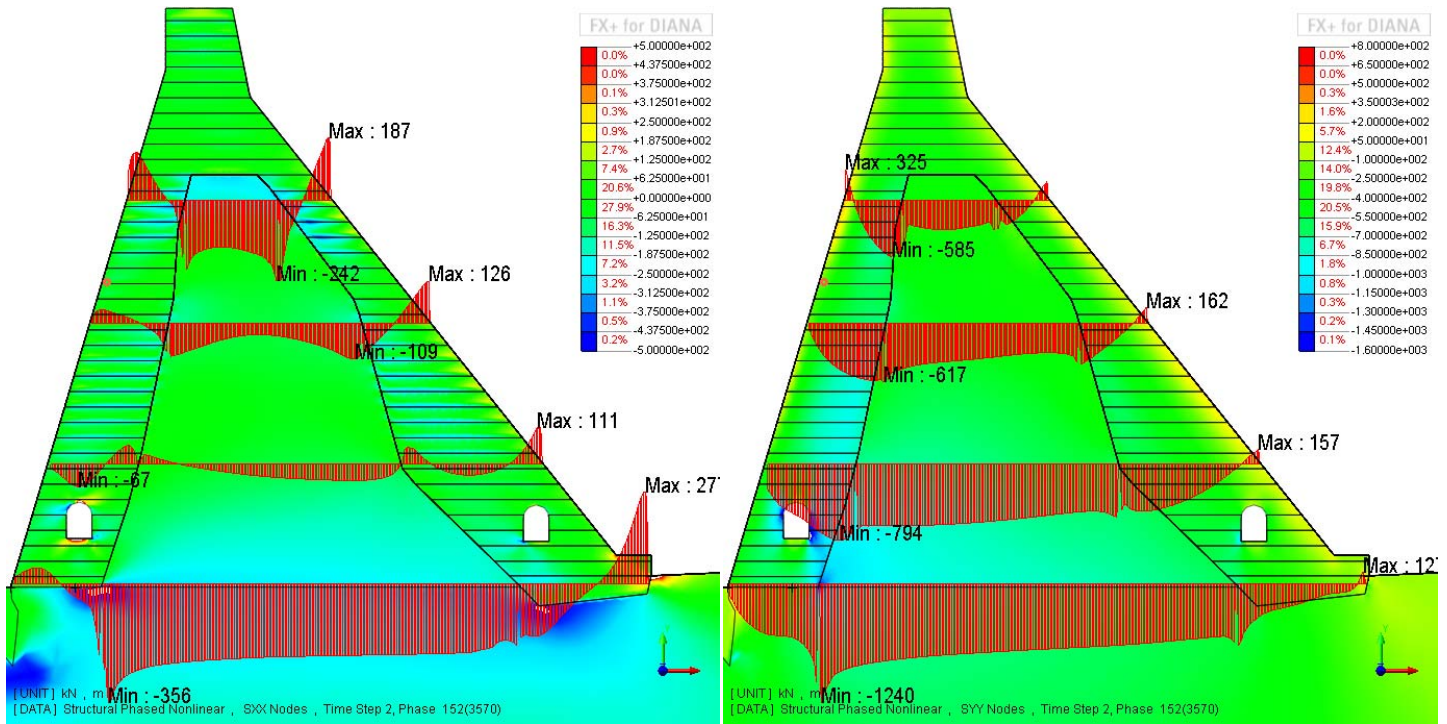 FX+ for DIANA
+5.00000e+002
0.0%
+4.37500e+002
0.0%
+3.75000e+002
0.1%
+3.12501e+002
0.3%
+2.50000e+002
0.9%
+1.87500e+002
2.7%
+1.25000e+002
7.4%
+6.25000e+001
20.6%
+0.00000e+000
27.9%
-6.25000e+001
16.3%
-1.25000e+002
11.5%
-1.87500e+002
7.2%
-2.50000e+002
3.2%
-3.12500e+002
1.1%
-3.75000e+002
0.5%
-4.37500e+002
0.2%
-5.00000e+002
Max : 187
Min : -242
Max : 126
Min : -109
Max : 111
Min : -67
Max : 27
Min : -356
[UNIT] kN , m
[DATA] Structural Phased Nonlinear , SXX Nodes , Time Step 2, Phase 152(3570)
FX+ for DIANA
+8.00000e+002
0.0%
+6.50000e+002
0.0%
+5.00000e+002
0.3%
+3.50003e+002
1.6%
+2.00000e+002
5.7%
+5.00000e+001
12.4%
-1.00000e+002
14.0%
-2.50000e+002
19.8%
-4.00000e+002
20.5%
-5.50000e+002
15.9%
-7.00000e+002
6.7%
-8.50000e+002
1.8%
-1.00000e+003
0.8%
-1.15000e+003
0.3%
-1.30000e+003
0.2%
-1.45000e+003
0.1%
-1.60000e+003
Max : 325
Min : -585
Max : 162
Min : -617
Max : 157
Min : -794
Max : 127
Min : -1240
[UNIT] kN , m
[DATA] Structural Phased Nonlinear , SYY Nodes , Time Step 2, Phase 152(3570)